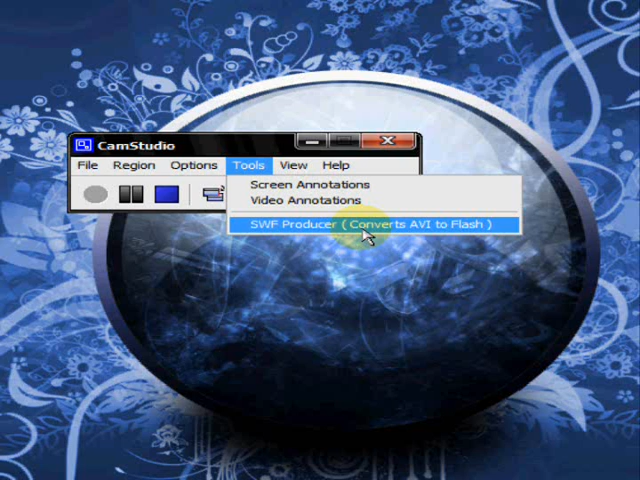 CamStudio
File Region Options Tools View Help
Screen Annotations
Video Annotations
SWF Producer ( Converts AVI to Flash )